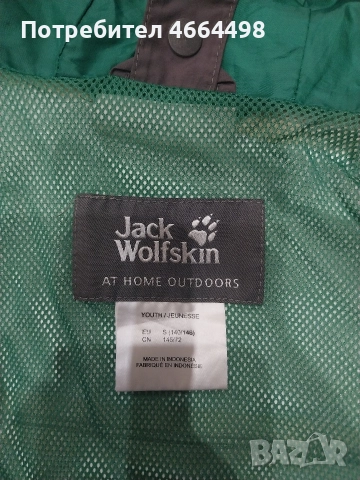 Потребител 4664498
Jack
Wolfskin
AT HOME OUTDOORS
YOUTH / JEUNESSE
EU S (140/146)
CN 145/72
MADE IN INDONESIA
FABRIQUÉ EN INDONESIE
BAZAR